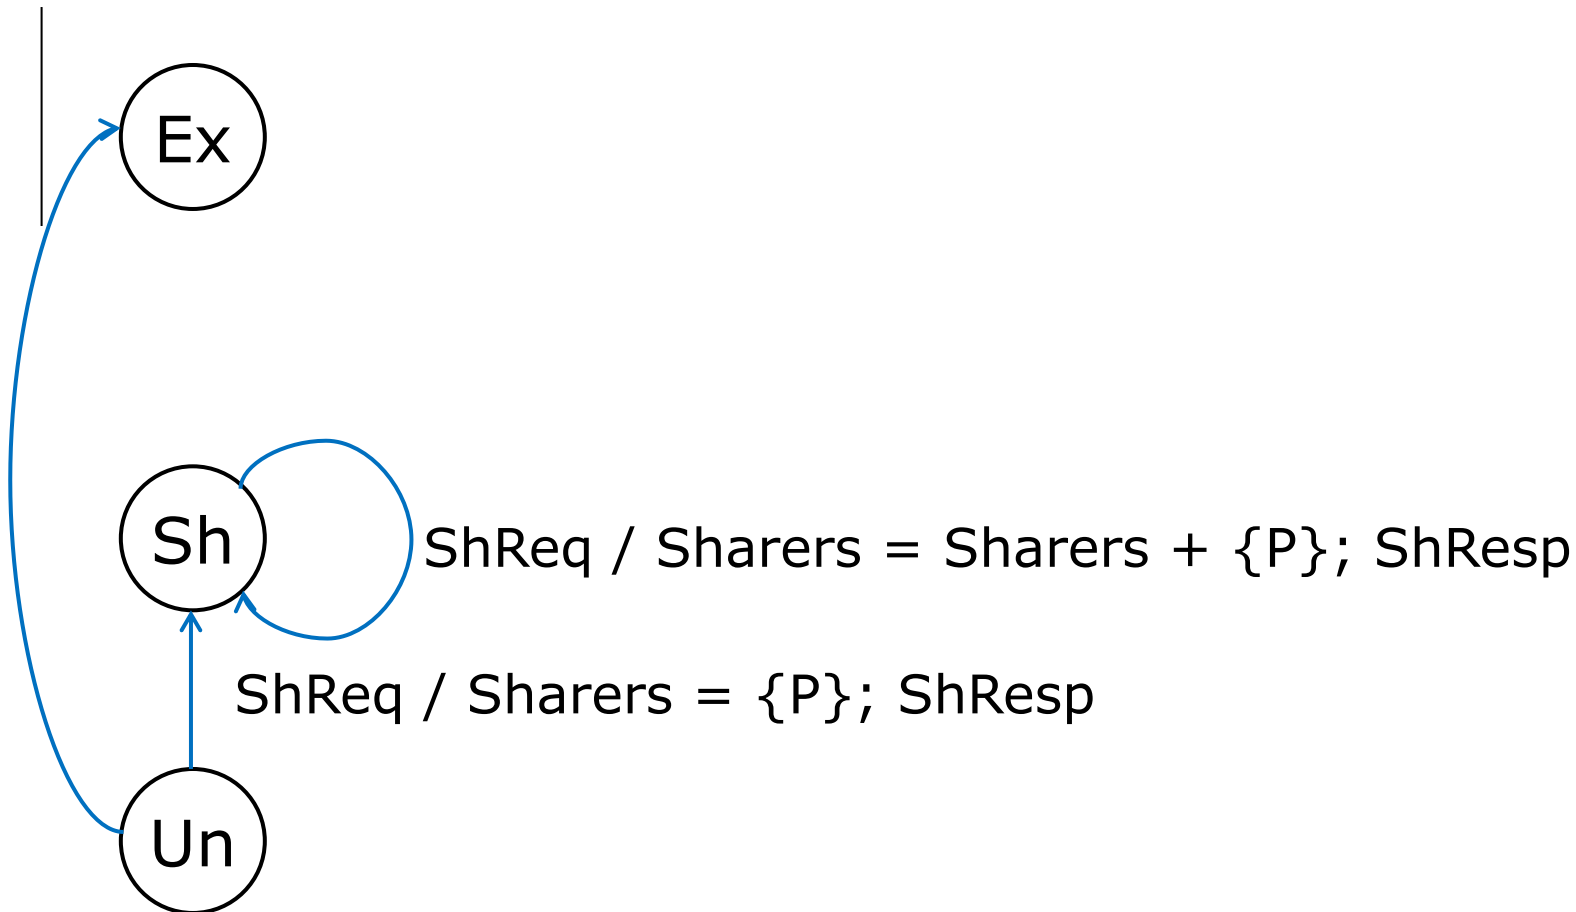 Ex
Sh
ShReq / Sharers = Sharers + {P}; ShResp
ShReq / Sharers = {P}; ShResp
Un